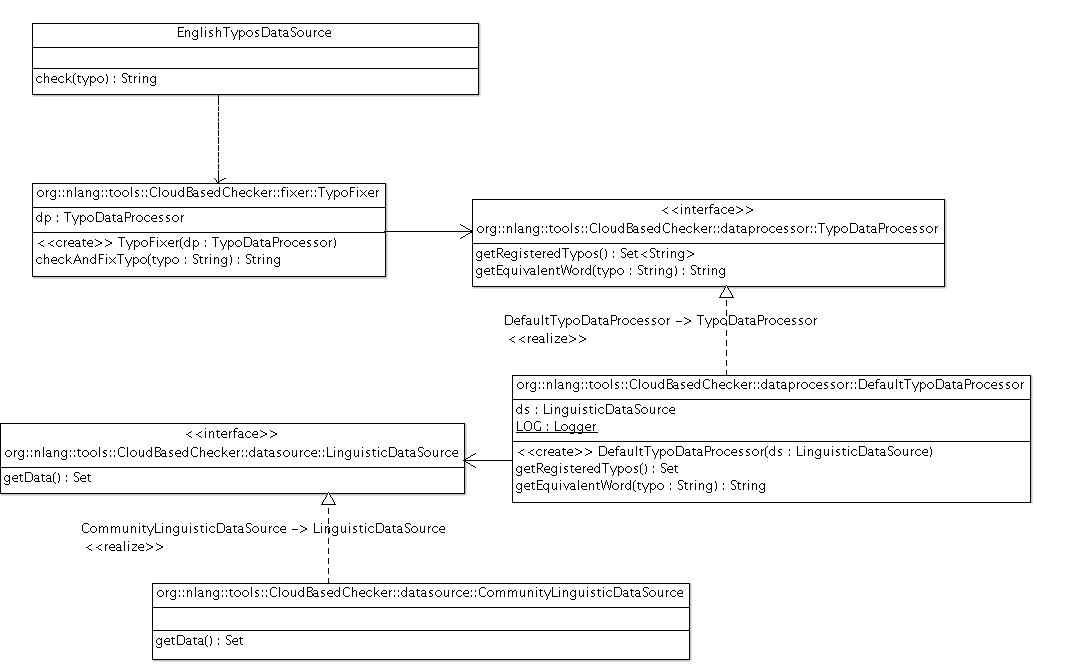 EnglishTyposDataSource
check(typo) : String
org::nlang::tools::CloudBasedChecker::fixer::TypoFixer
dp : TypoDataProcessor
<<create>> TypoFixer(dp : TypoDataProcessor)
checkAndFixTypo(typo : String) : String
<<interface>>
org::nlang::tools::CloudBasedChecker::dataprocessor::TypoDataProcessor
getRegisteredTypos() : Set<String>
getEquivalentWord(typo : String) : String
DefaultTypoDataProcessor -> TypoDataProcessor
<<realize>>
org::nlang::tools::CloudBasedChecker::dataprocessor::DefaultTypoDataProcessor
ds : LinguisticDataSource
LOG : Logger
<<create>> DefaultTypoDataProcessor(ds : LinguisticDataSource)
getRegisteredTypos() : Set
getEquivalentWord(typo : String) : String
<<interface>>
org::nlang::tools::CloudBasedChecker::datasource::LinguisticDataSource
getData() : Set
CommunityLinguisticDataSource -> LinguisticDataSource
<<realize>>
org::nlang::tools::CloudBasedChecker::datasource::CommunityLinguisticDataSource
getData() : Set